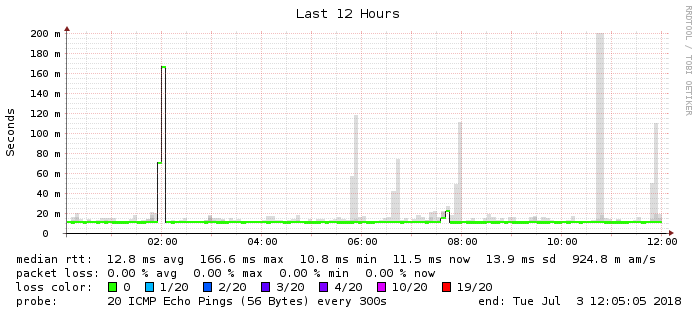 Last 12 Hours
RRDTOOL / TOBI OETIKER
Seconds
200 m
180 m
160 m
140 m
120 m
100 m
80 m
60 m
40 m
20 m
0
02:00 04:00 06:00 08:00 10:00 12:00
median rtt: 12.8 ms avg 166.6 ms max 10.8 ms min 11.5 ms now 13.9 ms sd 924.8 m am/s
packet loss: 0.00 % avg 0.00 % max 0.00 % min 0.00 % now
loss color: 0 1/20 2/20 3/20 4/20 10/20 19/20
probe: 20 ICMP Echo Pings (56 Bytes) every 300s end: Tue Jul 3 12:05:05 2018